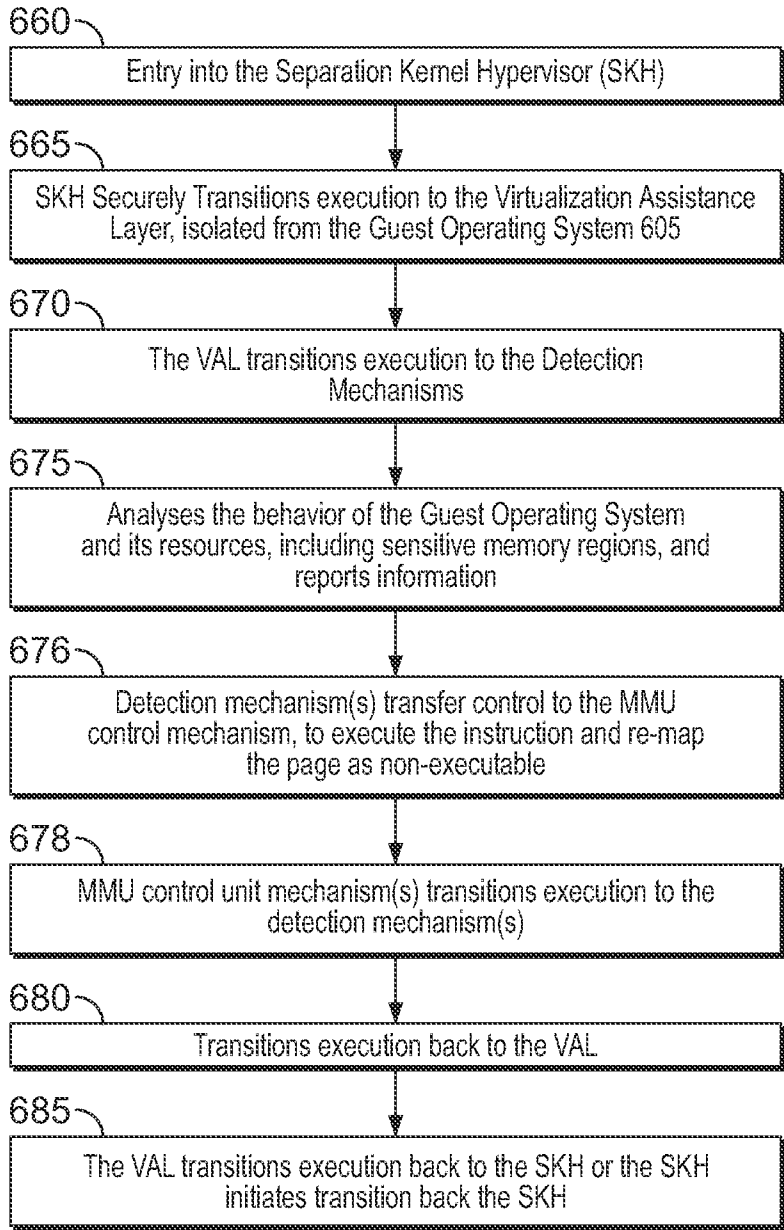 660
Entry into the Separation Kernel Hypervisor (SKH)
665
SKH Securely Transitions execution to the Virtualization Assistance
Layer, isolated from the Guest Operating System 605
670
The VAL transitions execution to the Detection
Mechanisms
675
Analyses the behavior of the Guest Operating System
and its resources, including sensitive memory regions, and
reports information
676
Detection mechanism(s) transfer control to the MMU
control mechanism, to execute the instruction and re-map
the page as non-executable
678
MMU control unit mechanism(s) transitions execution to the
detection mechanism(s)
680
Transitions execution back to the VAL
685
The VAL transitions execution back to the SKH or the SKH
initiates transition back the SKH